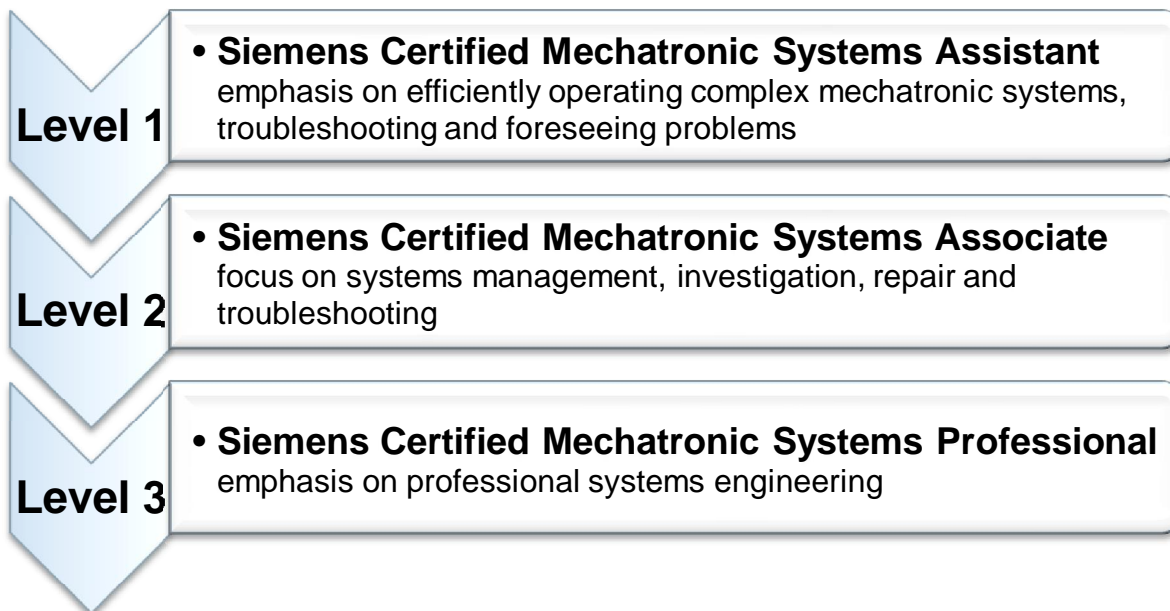 Level 1
• Siemens Certified Mechatronic Systems Assistant
emphasis on efficiently operating complex mechatronic systems,
troubleshooting and foreseeing problems
Level 2
• Siemens Certified Mechatronic Systems Associate
focus on systems management, investigation, repair and
troubleshooting
Level 3
• Siemens Certified Mechatronic Systems Professional
emphasis on professional systems engineering